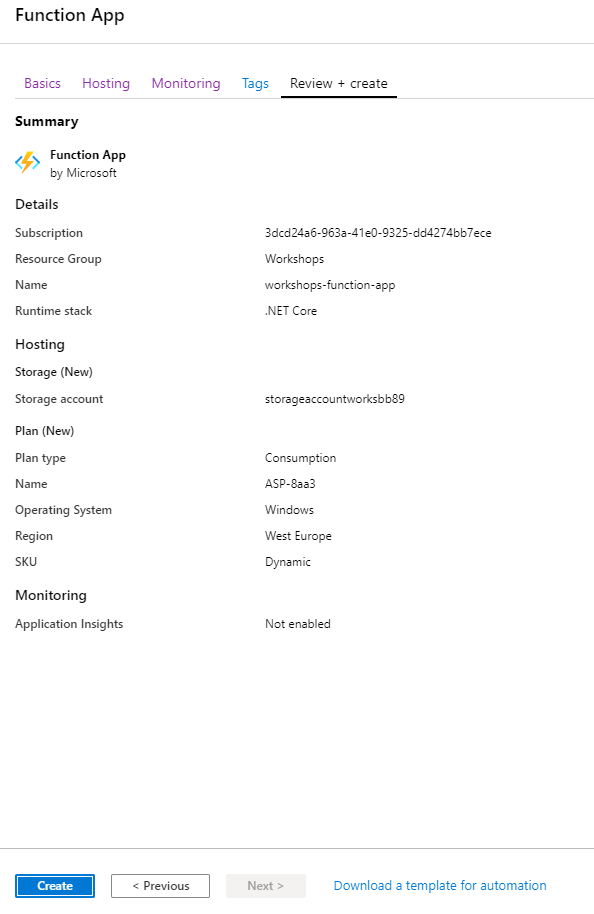 Function App
Basics Hosting Monitoring Tags Review + create
Summary
Function App
by Microsoft
Details
Subscription 3dcd24a6-963a-41e0-9325-dd4274bb7ece
Resource Group Workshops
Name workshops-function-app
Runtime stack .NET Core
Hosting
Storage (New)
Storage account storageaccountworksbb89
Plan (New)
Plan type Consumption
Name ASP-8aa3
Operating System Windows
Region West Europe
SKU Dynamic
Monitoring
Application Insights Not enabled
Create < Previous Next > Download a template for automation